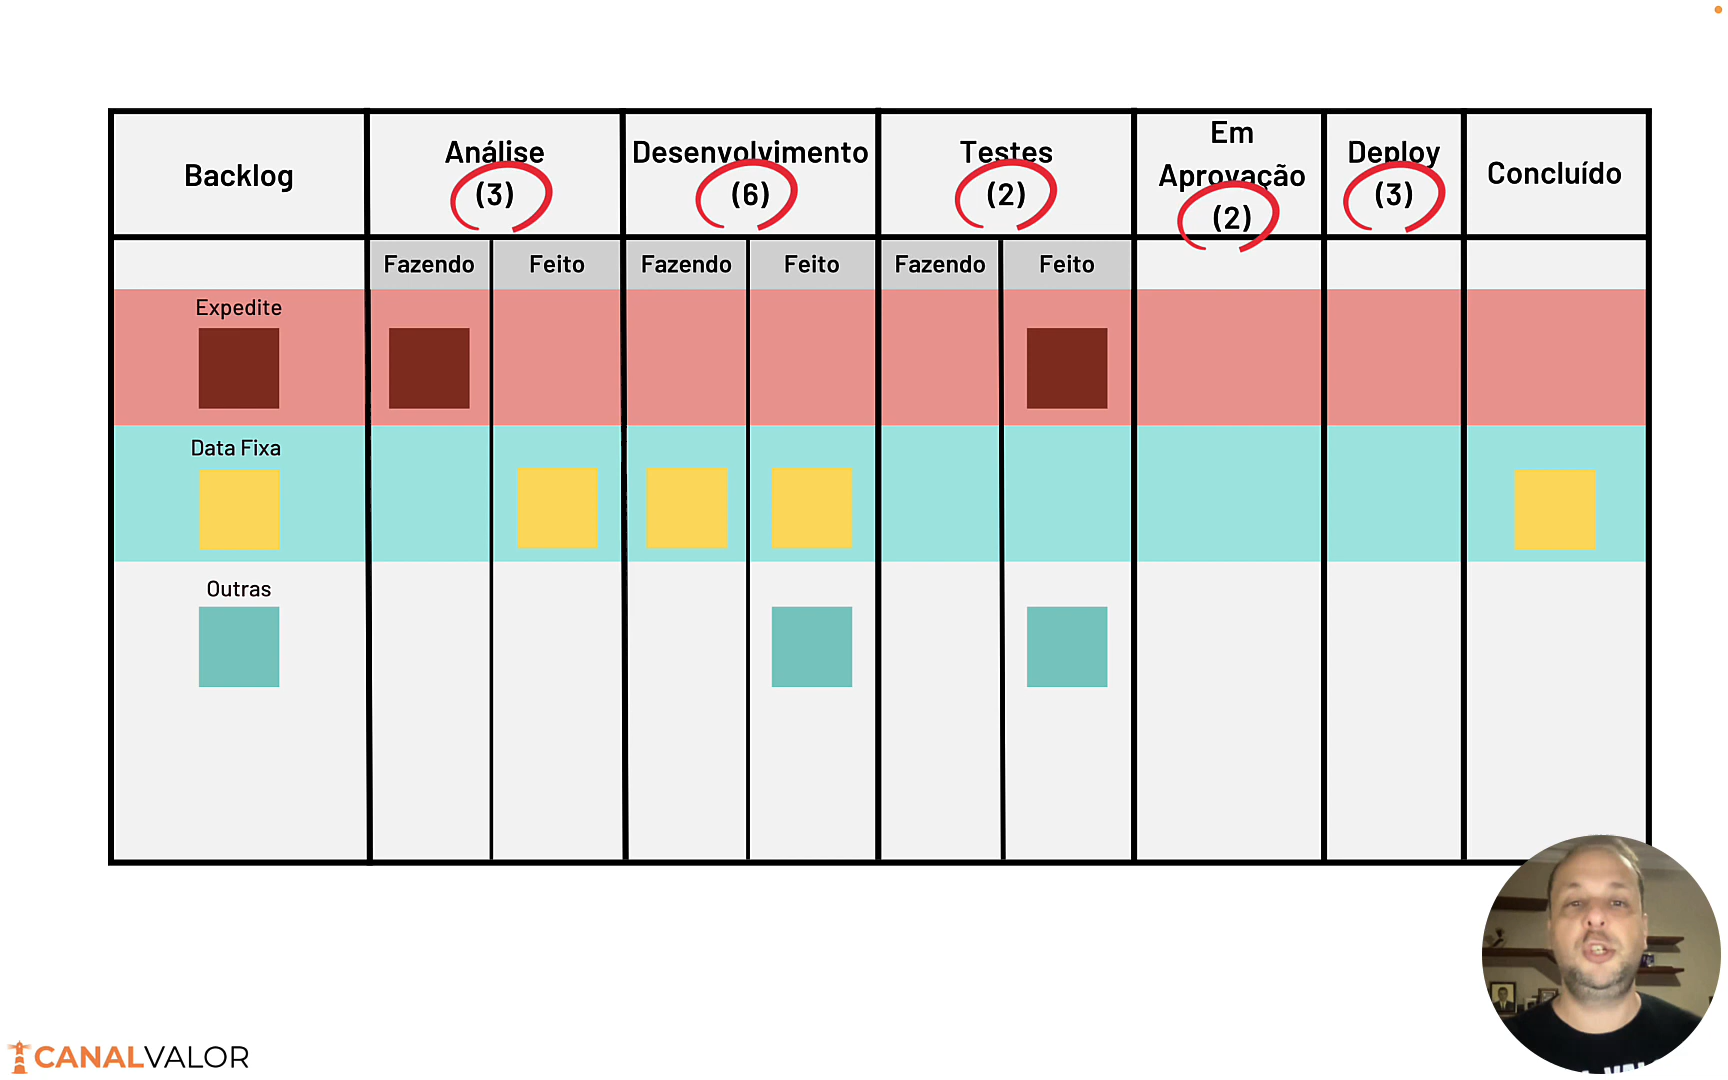 Backlog
Análise
(3)
Desenvolvimento
(6)
Testes
(2)
Em
Aprovação
(2)
Deploy
(3)
Concluído
Fazendo
Feito
Fazendo
Feito
Fazendo
Feito
Expedite
Data Fixa
Outras
CANALVALOR